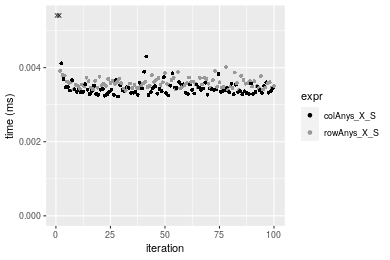 0.004
0.002
0.000
time (ms)
0
25
50
75
100
iteration
expr
colAnys_X_S
rowAnys_X_S